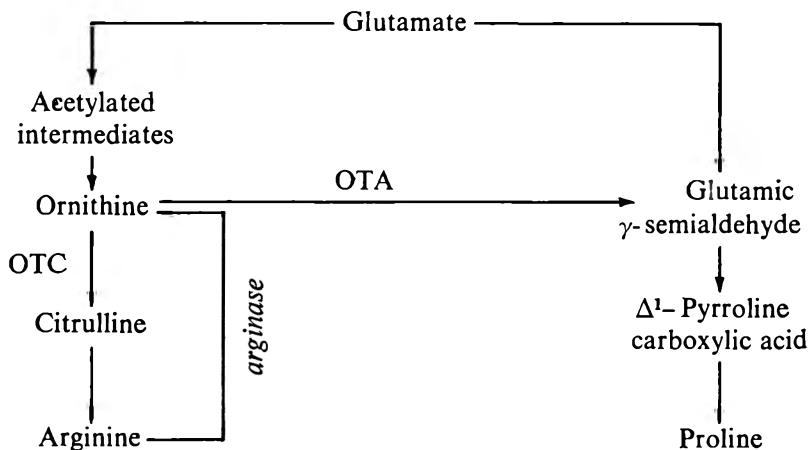 Glutamate
Acetylated
intermediates
OTA
Ornithine
Glutamic
γ-semialdehyde
OTC
arginase
Citrulline
Δ¹– Pyrroline
carboxylic acid
Arginine
Proline